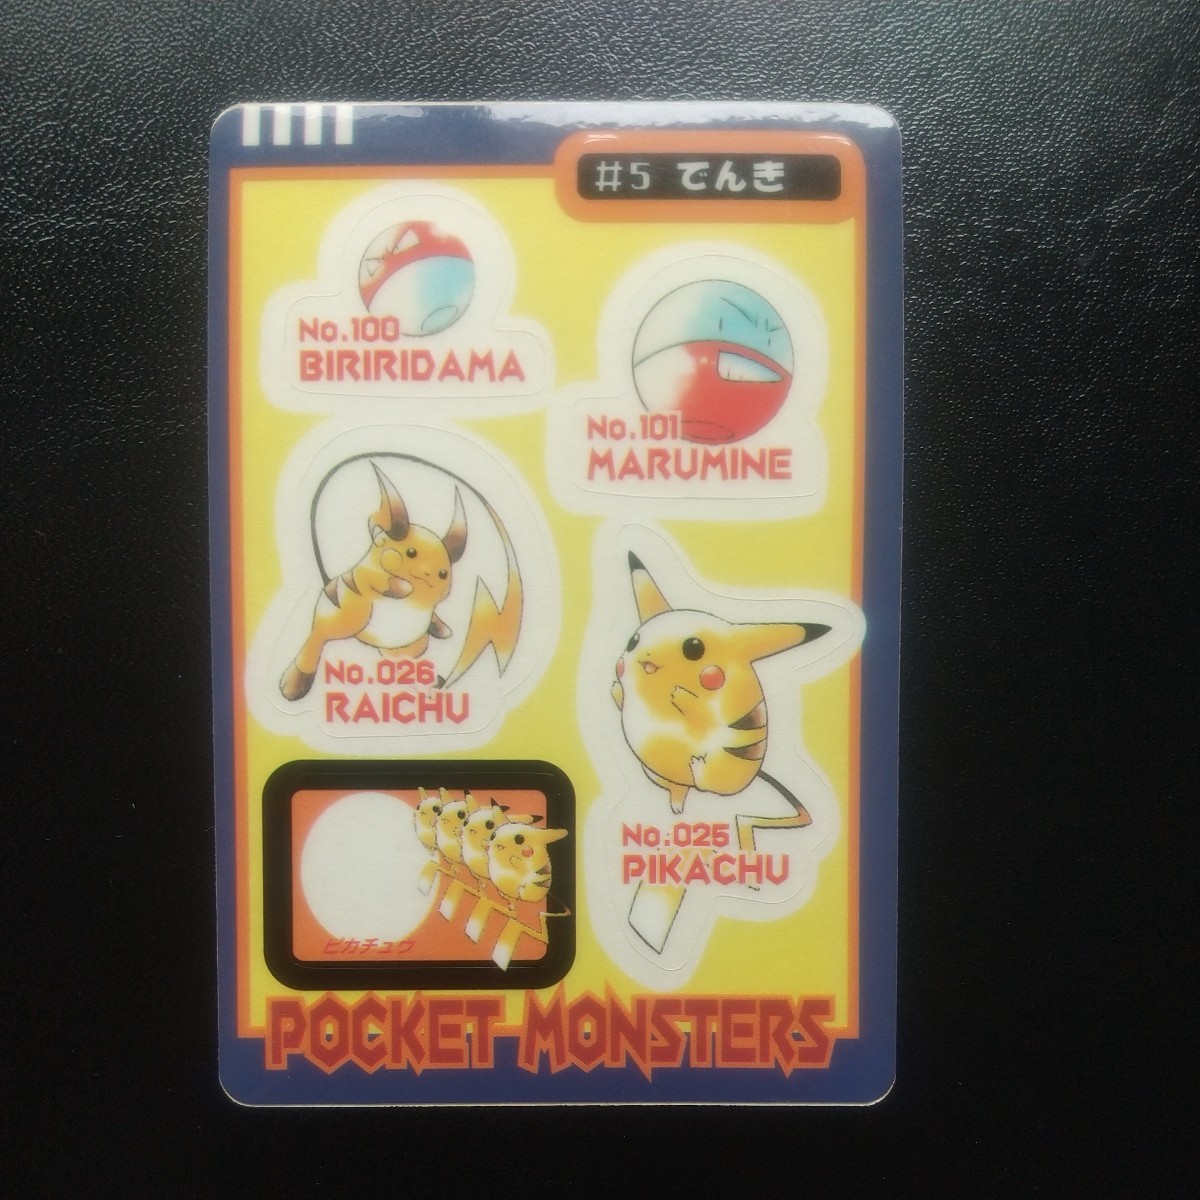 #5 でんき
No.100
BIRIRIDAMA
No.101
MARUMINE
No.026
RAICHU
No.025
PIKACHU
ピカチュウ
POCKET MONSTERS